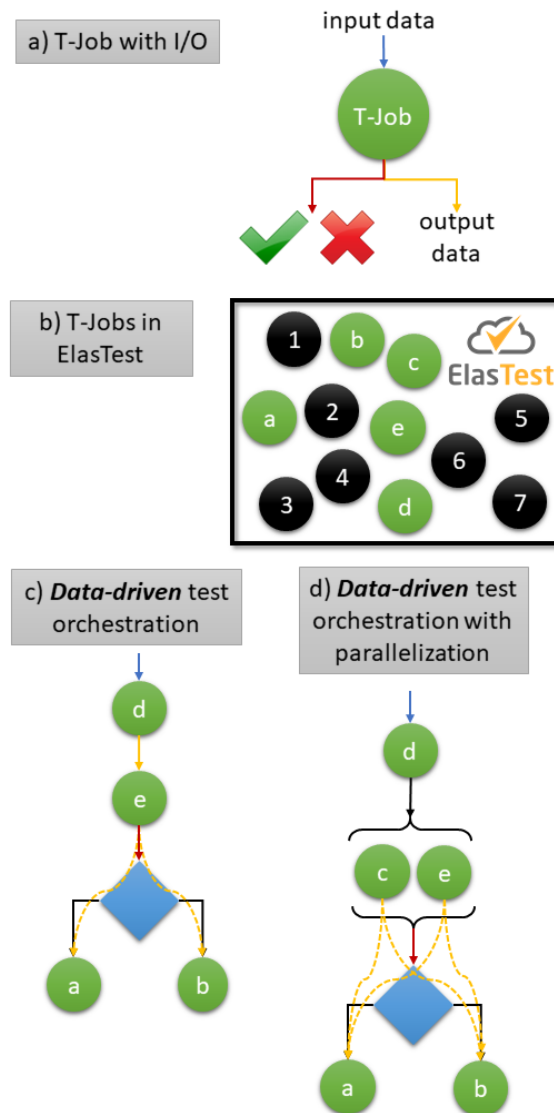 a) T-Job with I/O
input data
T-Job
output
data
b) T-Jobs in
ElasTest
1
b
c
ElasTest
a
2
e
5
4
6
3
d
7
c) Data-driven test
orchestration
d
e
a
b
d) Data-driven test
orchestration with
parallelization
d
c
e
a
b